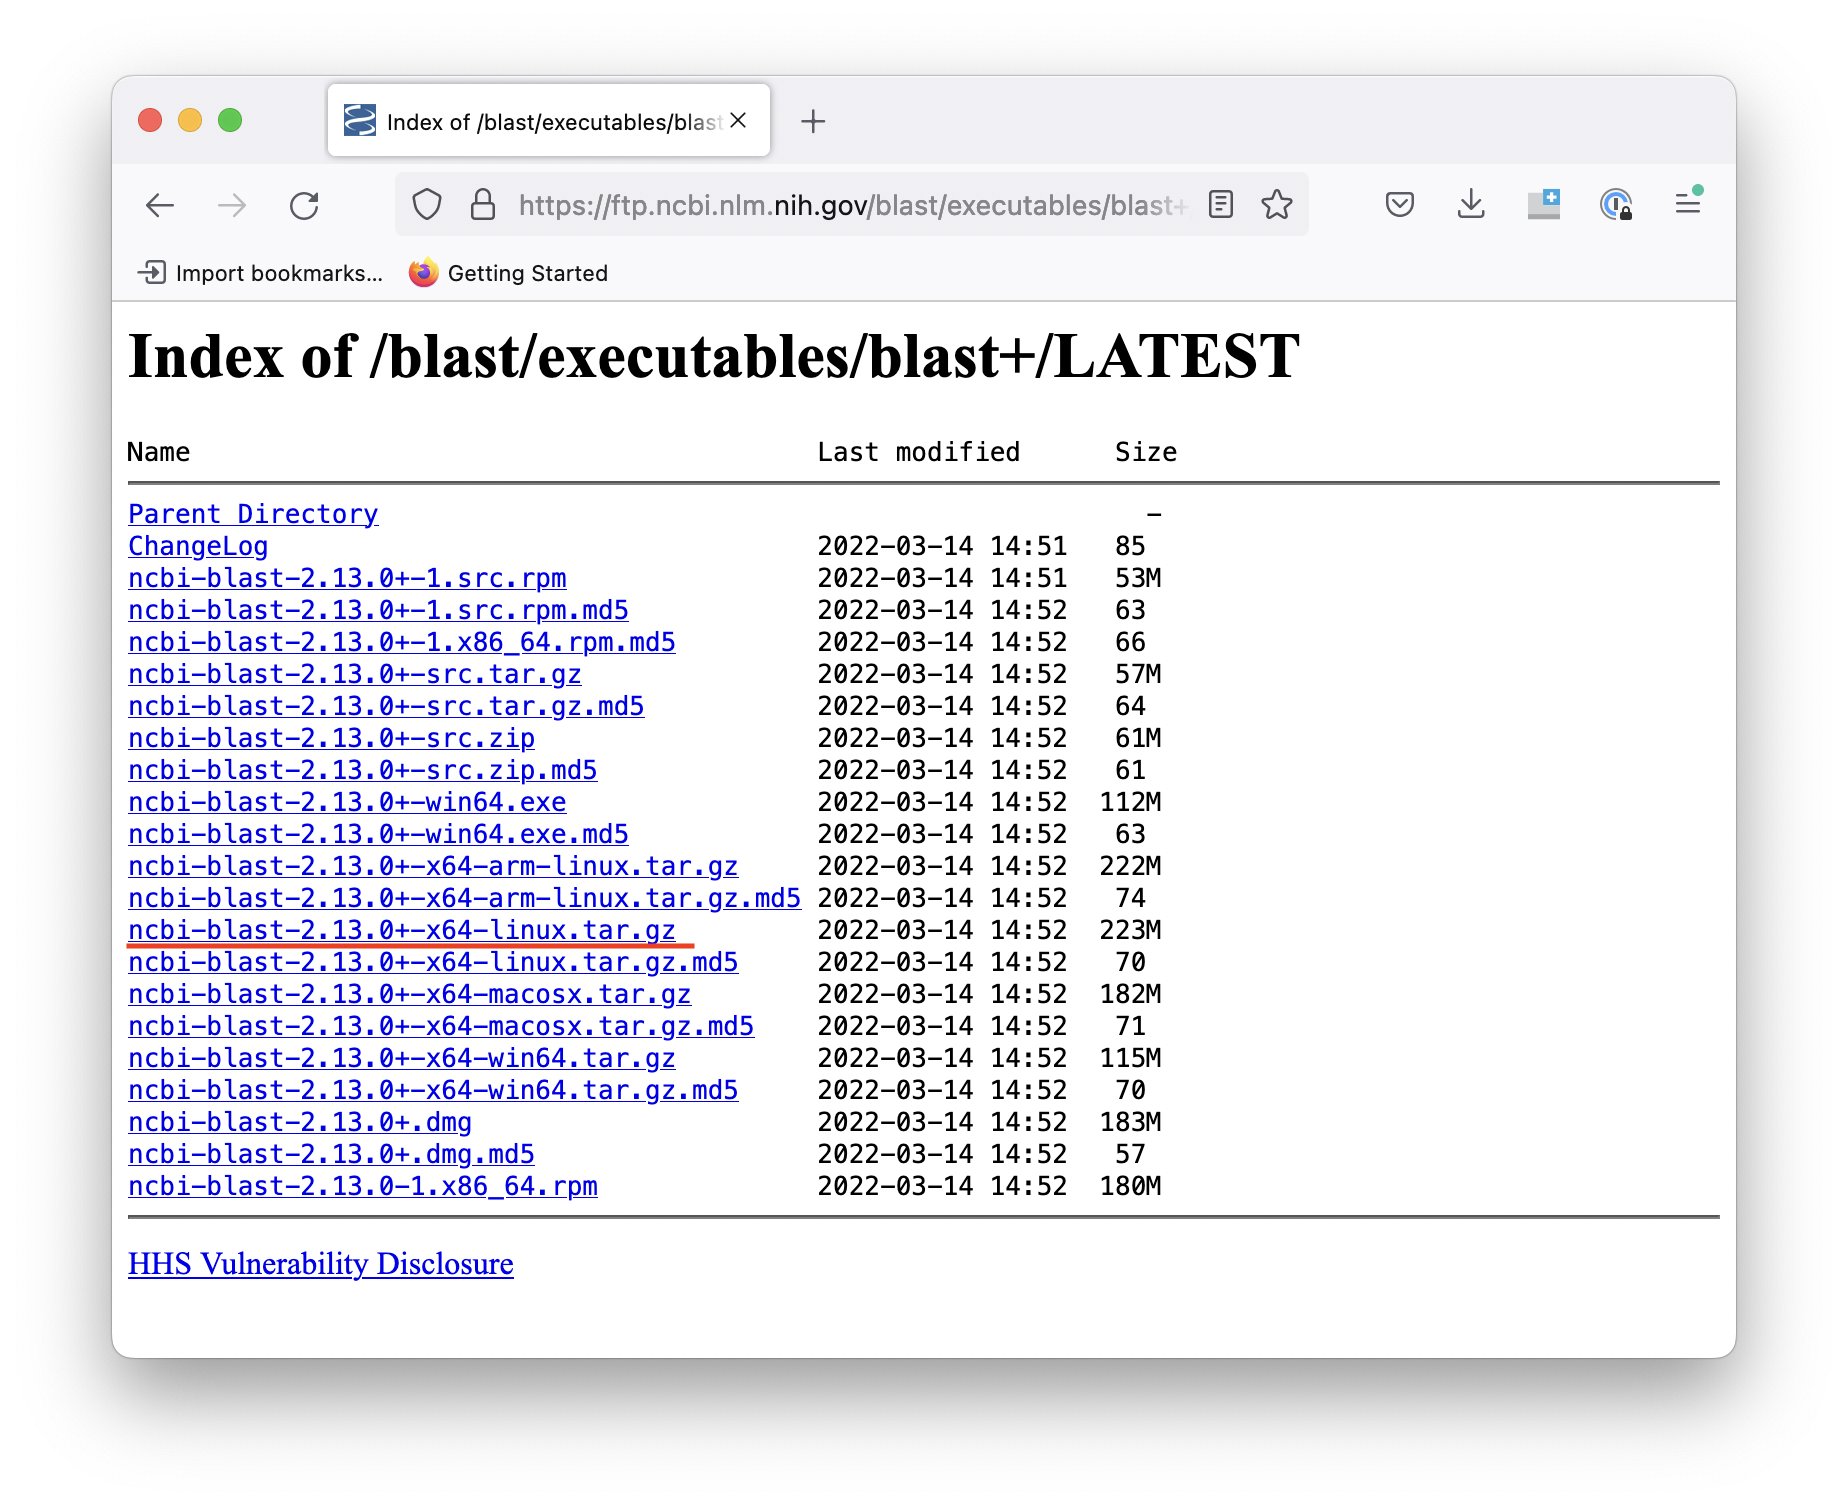 Index of /blast/executables/blast
https://ftp.ncbi.nlm.nih.gov/blast/executables/blast+
Import bookmarks... Getting Started
Index of /blast/executables/blast+/LATEST
Name Last modified Size
Parent Directory -
ChangeLog 2022-03-14 14:51 85
ncbi-blast-2.13.0+-1.src.rpm 2022-03-14 14:51 53M
ncbi-blast-2.13.0+-1.src.rpm.md5 2022-03-14 14:52 63
ncbi-blast-2.13.0+-1.x86_64.rpm.md5 2022-03-14 14:52 66
ncbi-blast-2.13.0+-src.tar.gz 2022-03-14 14:52 57M
ncbi-blast-2.13.0+-src.tar.gz.md5 2022-03-14 14:52 64
ncbi-blast-2.13.0+-src.zip 2022-03-14 14:52 61M
ncbi-blast-2.13.0+-src.zip.md5 2022-03-14 14:52 61
ncbi-blast-2.13.0+-win64.exe 2022-03-14 14:52 112M
ncbi-blast-2.13.0+-win64.exe.md5 2022-03-14 14:52 63
ncbi-blast-2.13.0+-x64-arm-linux.tar.gz 2022-03-14 14:52 222M
ncbi-blast-2.13.0+-x64-arm-linux.tar.gz.md5 2022-03-14 14:52 74
ncbi-blast-2.13.0+-x64-linux.tar.gz 2022-03-14 14:52 223M
ncbi-blast-2.13.0+-x64-linux.tar.gz.md5 2022-03-14 14:52 70
ncbi-blast-2.13.0+-x64-macosx.tar.gz 2022-03-14 14:52 182M
ncbi-blast-2.13.0+-x64-macosx.tar.gz.md5 2022-03-14 14:52 71
ncbi-blast-2.13.0+-x64-win64.tar.gz 2022-03-14 14:52 115M
ncbi-blast-2.13.0+-x64-win64.tar.gz.md5 2022-03-14 14:52 70
ncbi-blast-2.13.0+.dmg 2022-03-14 14:52 183M
ncbi-blast-2.13.0+.dmg.md5 2022-03-14 14:52 57
ncbi-blast-2.13.0-1.x86_64.rpm 2022-03-14 14:52 180M
HHS Vulnerability Disclosure